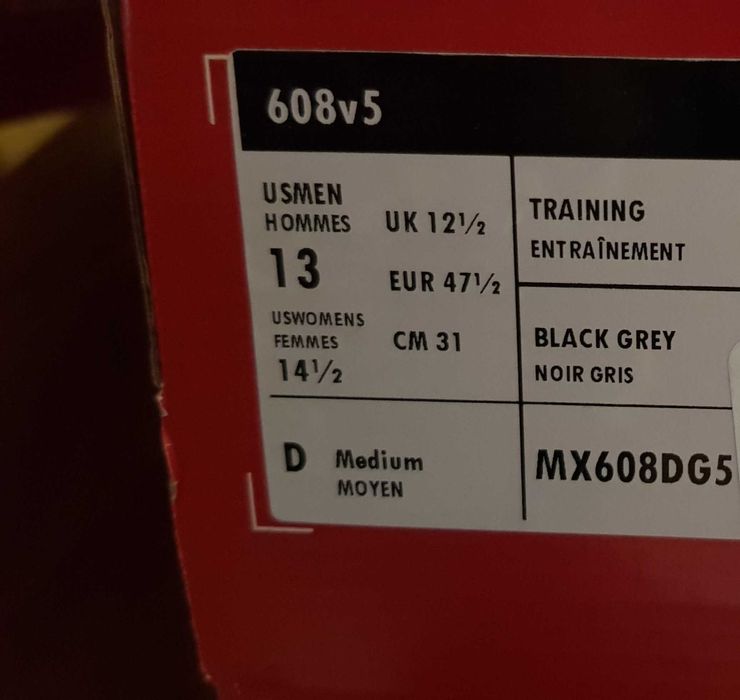 608v5
USMEN
HOMMES
13
USWOMENS
FEMMES
14½
UK 12½
EUR 47½
CM 31
TRAINING
ENTRAÎNEMENT
BLACK GREY
NOIR GRIS
D Medium
MOYEN
MX608DG5